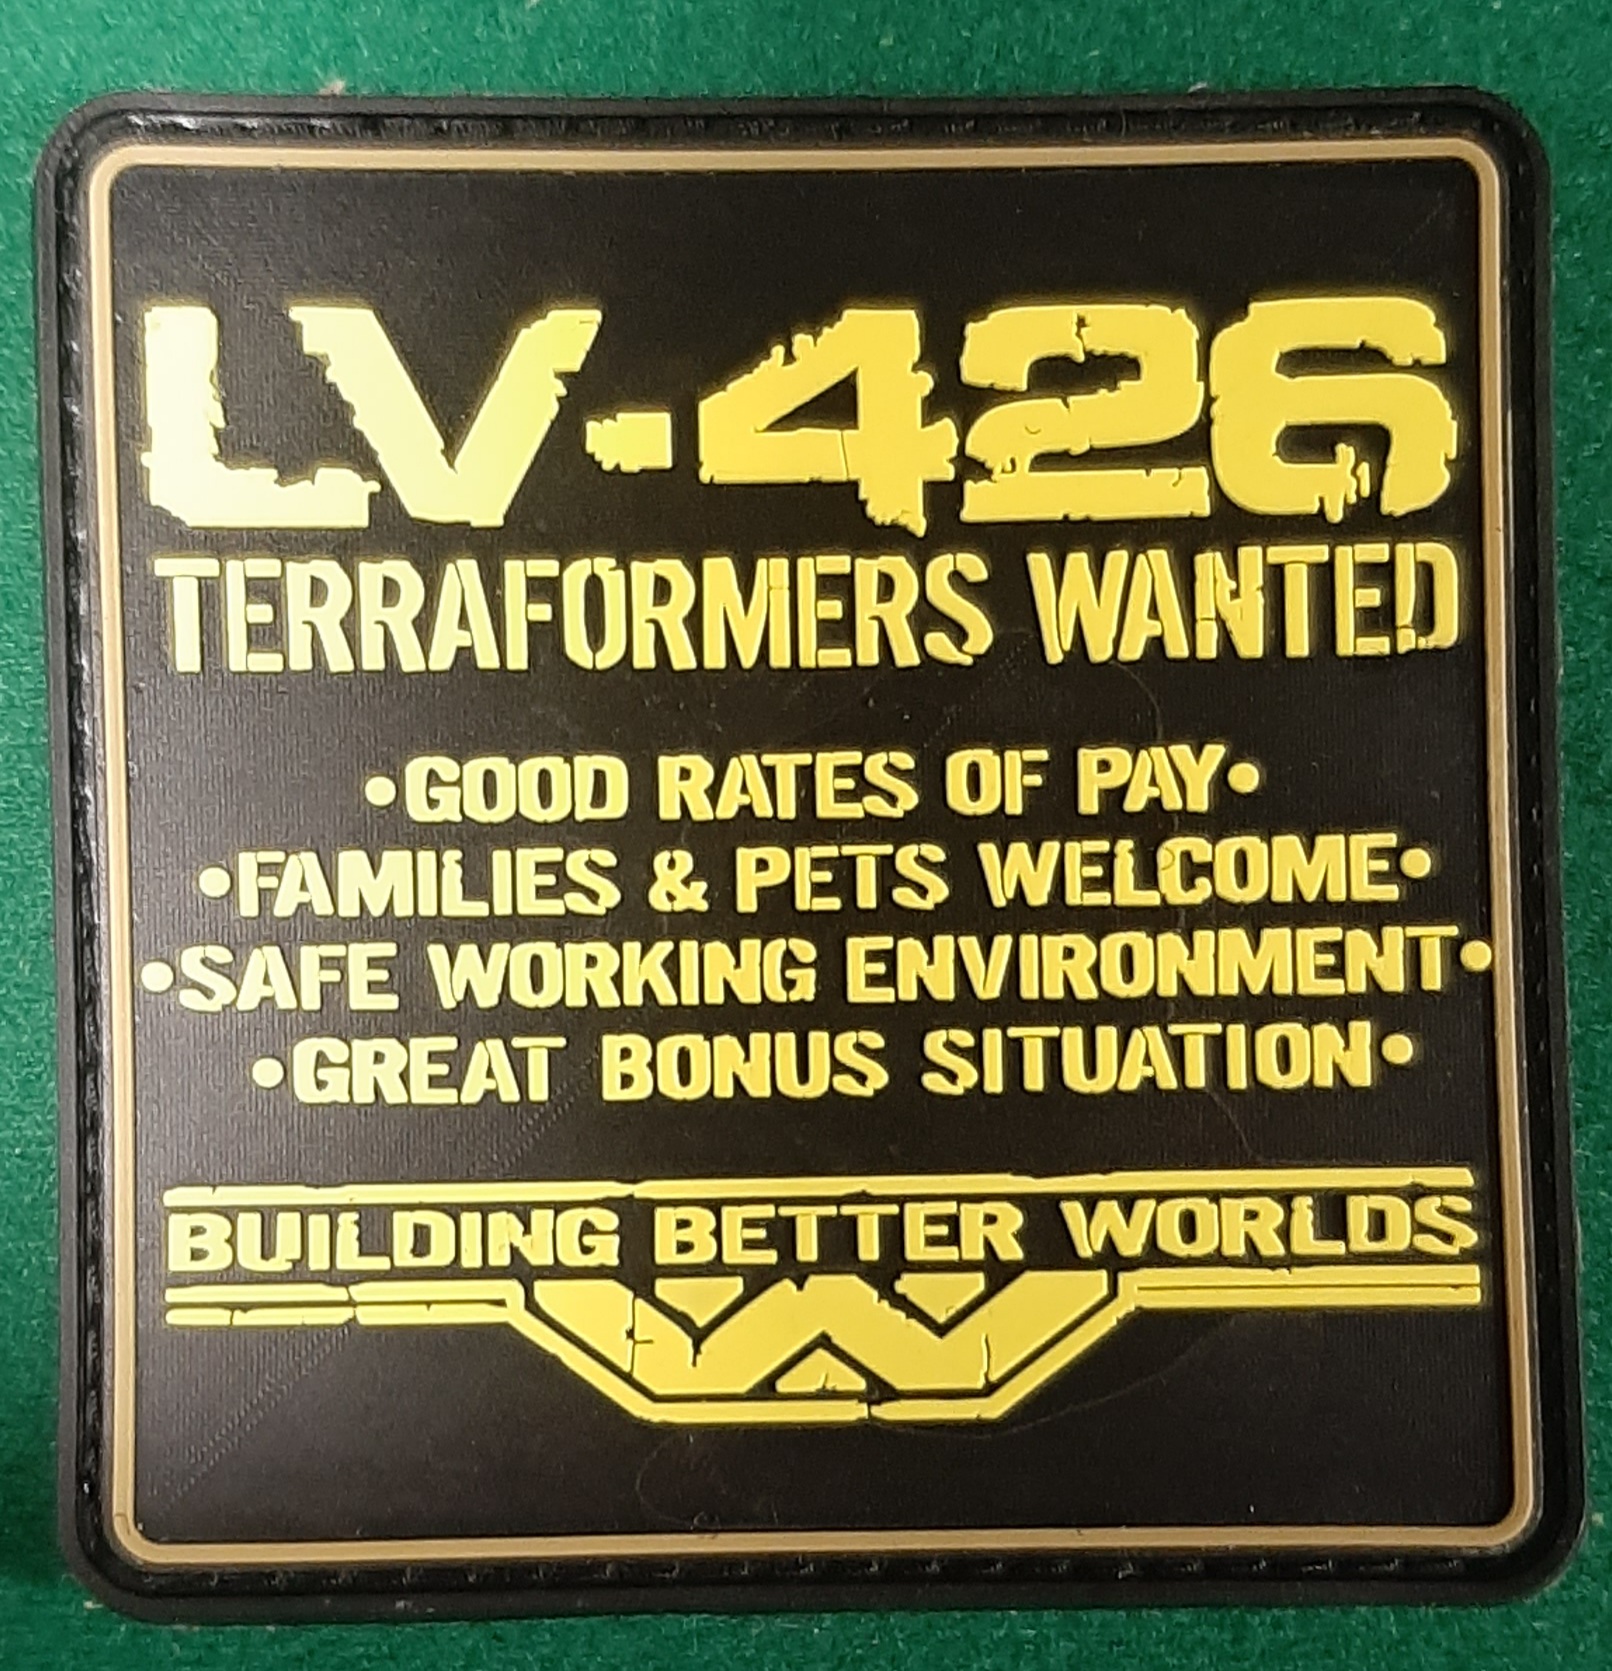 LV-426
TERRAFORMERS WANTED
•GOOD RATES OF PAY•
•FAMILIES & PETS WELCOME•
•SAFE WORKING ENVIRONMENT•
•GREAT BONUS SITUATION•
BUILDING BETTER WORLDS